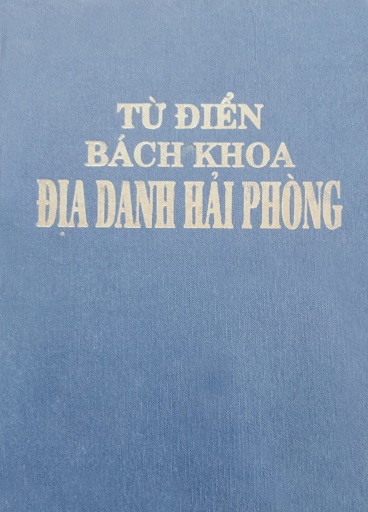 TỪ ĐIỂN
BÁCH KHOA
ĐỊA DANH HẢI PHÒNG